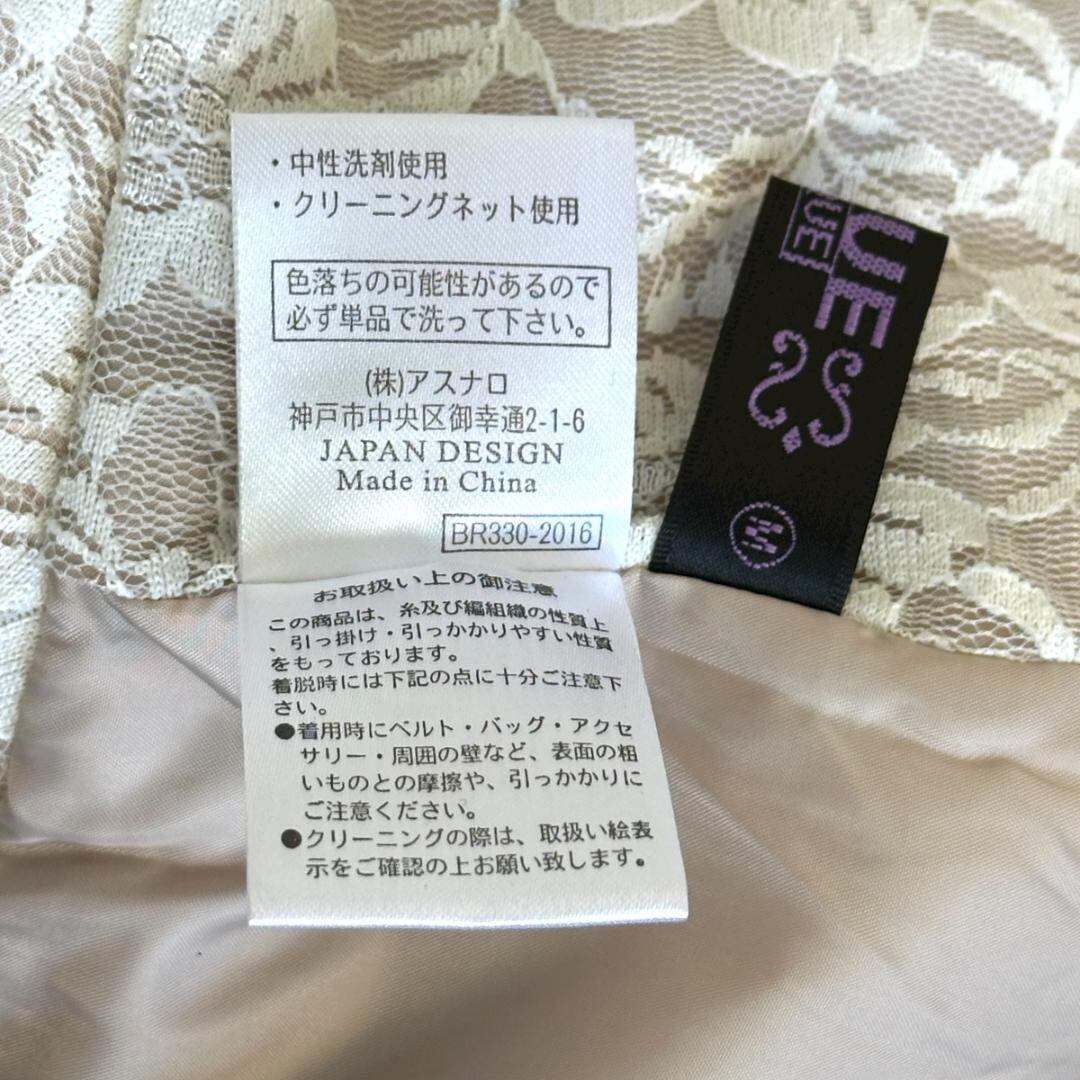 ・中性洗剤使用
・クリーニングネット使用
色落ちの可能性があるので
必ず単品で洗って下さい。
(株)アスナロ
神戸市中央区御幸通2-1-6
JAPAN DESIGN
Made in China
BR330-2016
お取扱い上の御注意
この商品は、糸及び編組織の性質上
、引っ掛け・引っかかりやすい性質
をもっております。
着脱時には下記の点に十分ご注意下
さい。
●着用時にベルト・バッグ・アクセ
サリー・周囲の壁など、表面の粗
いものとの摩擦や、引っかかりに
ご注意ください。
●クリーニングの際は、取扱い絵表
示をご確認の上お願い致します。
UE
UE
M